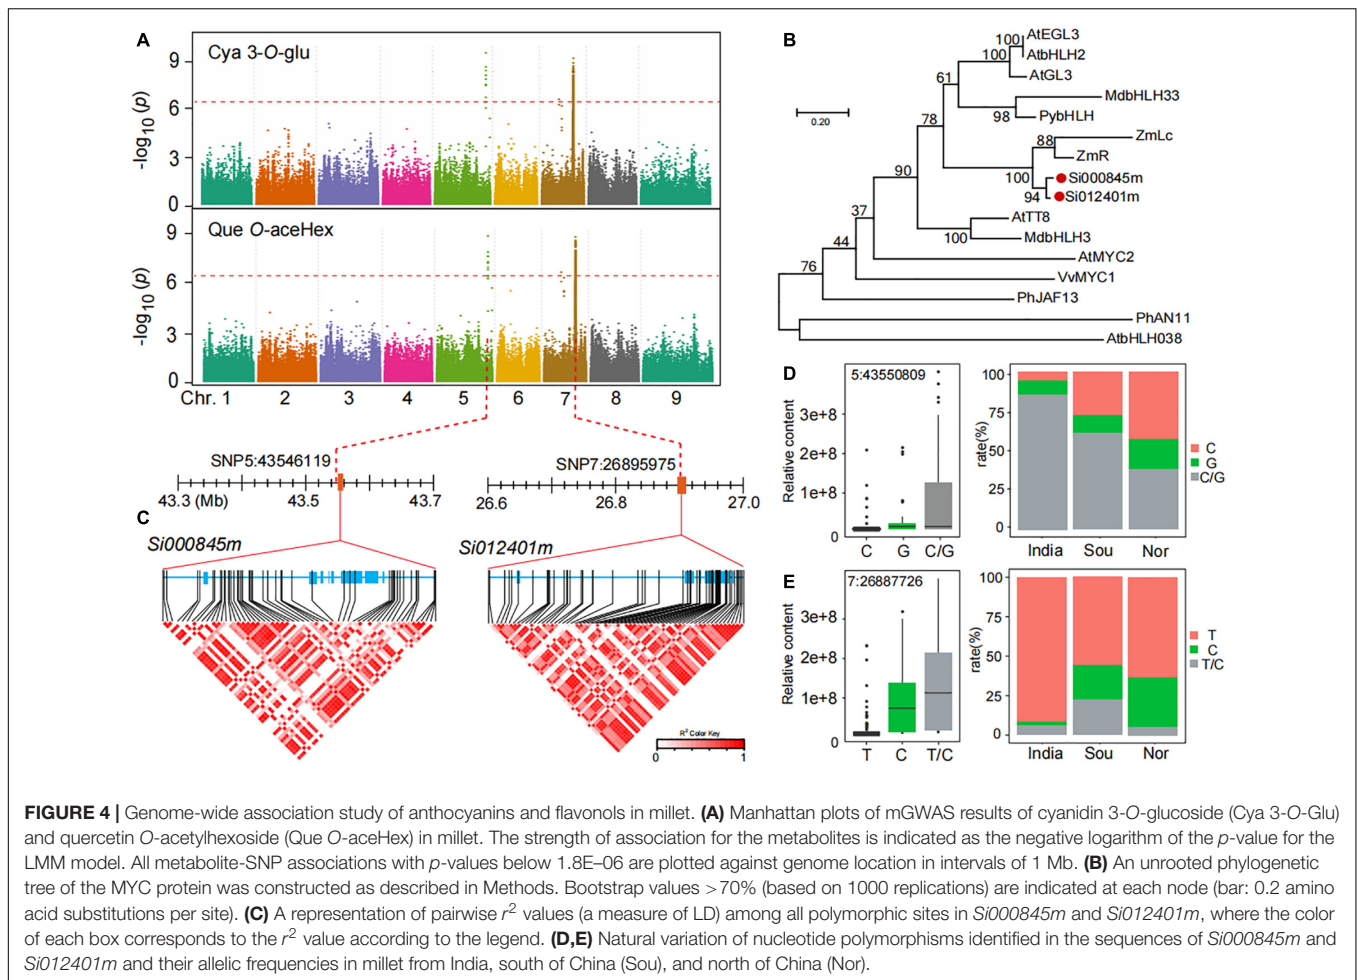 A
Cya 3-O-glu
9
6
3
0
-log10 (p)
Que O-aceHex
9
6
3
0
-log10 (p)
Chr. 1 2 3 4 5 6 7 8 9
B
0.20
100
AtEGL3
100
AtbHLH2
AtGL3
61
MdbHLH33
98
PybHLH
78
88
ZmLc
ZmR
100
Si000845m
94
Si012401m
90
AtTT8
100
MdbHLH3
37
AtMYC2
44
VvMYC1
76
PhJAF13
PhAN11
AtbHLH038
SNP5:43546119
43.3 (Mb) 43.5 43.7
SNP7:26895975
26.6 26.8 27.0
C
Si000845m
Si012401m
R² Color Key
0 1
D
5:43550809
Relative content
3e+8
2e+8
1e+8
0
C G C/G
rate(%)
100
75
50
25
0
India Sou Nor
C
G
C/G
E
7:26887726
Relative content
3e+8
2e+8
1e+8
0
T C T/C
rate(%)
100
75
50
25
0
India Sou Nor
T
C
T/C
FIGURE 4 | Genome-wide association study of anthocyanins and flavonols in millet. (A) Manhattan plots of mGWAS results of cyanidin 3-O-glucoside (Cya 3-O-Glu)
and quercetin O-acetylhexoside (Que O-aceHex) in millet. The strength of association for the metabolites is indicated as the negative logarithm of the p-value for the
LMM model. All metabolite-SNP associations with p-values below 1.8E–06 are plotted against genome location in intervals of 1 Mb. (B) An unrooted phylogenetic
tree of the MYC protein was constructed as described in Methods. Bootstrap values >70% (based on 1000 replications) are indicated at each node (bar: 0.2 amino
acid substitutions per site). (C) A representation of pairwise r² values (a measure of LD) among all polymorphic sites in Si000845m and Si012401m, where the color
of each box corresponds to the r² value according to the legend. (D,E) Natural variation of nucleotide polymorphisms identified in the sequences of Si000845m and
Si012401m and their allelic frequencies in millet from India, south of China (Sou), and north of China (Nor).